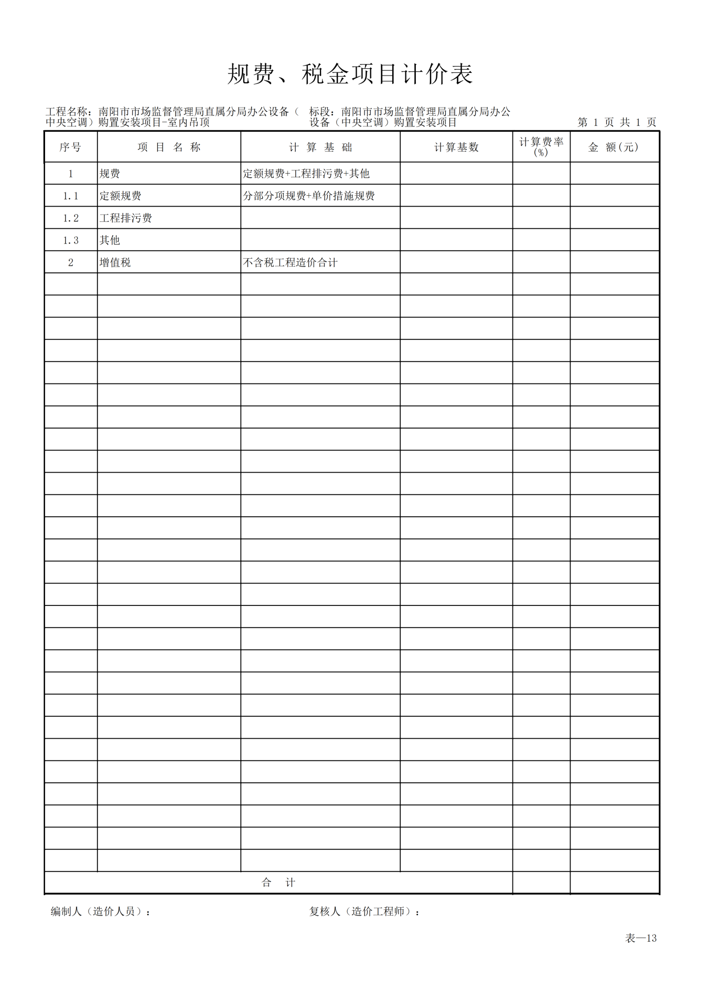 规费、税金项目计价表
工程名称：南阳市市场监督管理局直属分局办公设备（
中央空调）购置安装项目-室内吊顶
标段：南阳市市场监督管理局直属分局办公
设备（中央空调）购置安装项目
第 1 页 共 1 页
序号 项 目 名 称 计 算 基 础 计算基数 计算费率(%) 金 额(元)
1 规费 定额规费+工程排污费+其他
1.1 定额规费 分部分项规费+单价措施规费
1.2 工程排污费
1.3 其他
2 增值税 不含税工程造价合计
合 计
编制人（造价人员）： 复核人（造价工程师）：
表—13